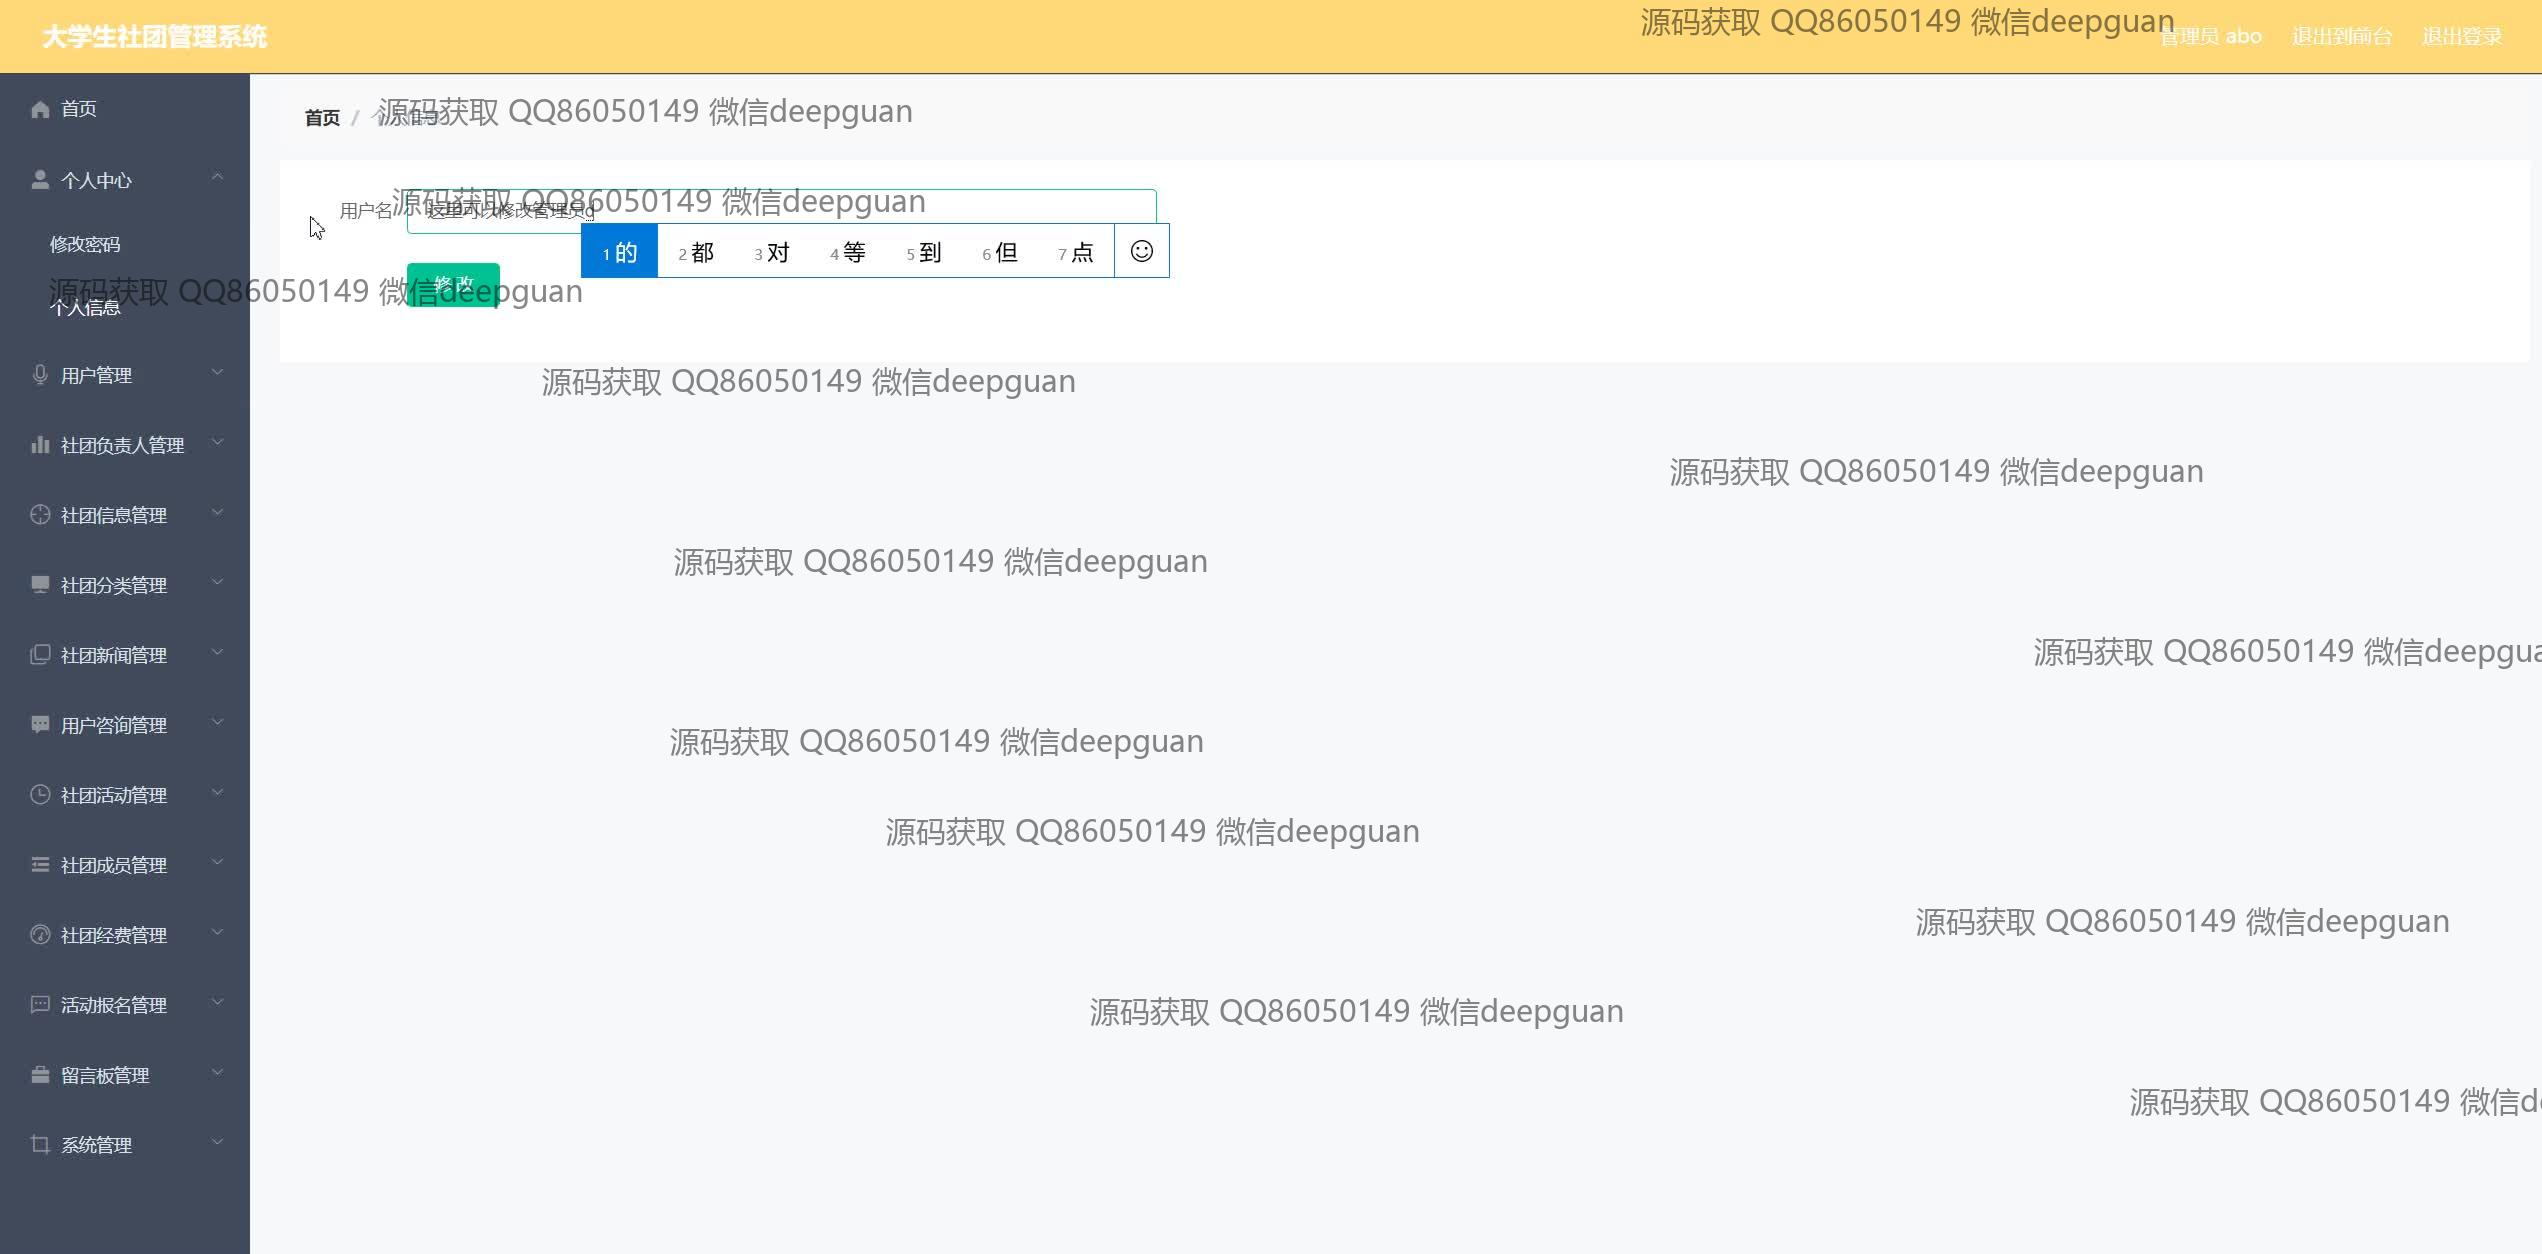 大学生社团管理系统
源码获取 QQ86050149 微信deepguan
管理员 abo 退出到前台 退出登录
首页
首页 / 个人信息
源码获取 QQ86050149 微信deepguan
个人中心
源码获取 QQ86050149 微信deepguan
用户名 这里可以修改管理员d
修改密码
1 的 2 都 3 对 4 等 5 到 6 但 7 点
修改
源码获取 QQ86050149 微信deepguan
个人信息
用户管理
源码获取 QQ86050149 微信deepguan
社团负责人管理
源码获取 QQ86050149 微信deepguan
社团信息管理
源码获取 QQ86050149 微信deepguan
社团分类管理
社团新闻管理
源码获取 QQ86050149 微信deepgua
用户咨询管理
源码获取 QQ86050149 微信deepguan
社团活动管理
源码获取 QQ86050149 微信deepguan
社团成员管理
源码获取 QQ86050149 微信deepguan
社团经费管理
活动报名管理
源码获取 QQ86050149 微信deepguan
留言板管理
源码获取 QQ86050149 微信d
系统管理